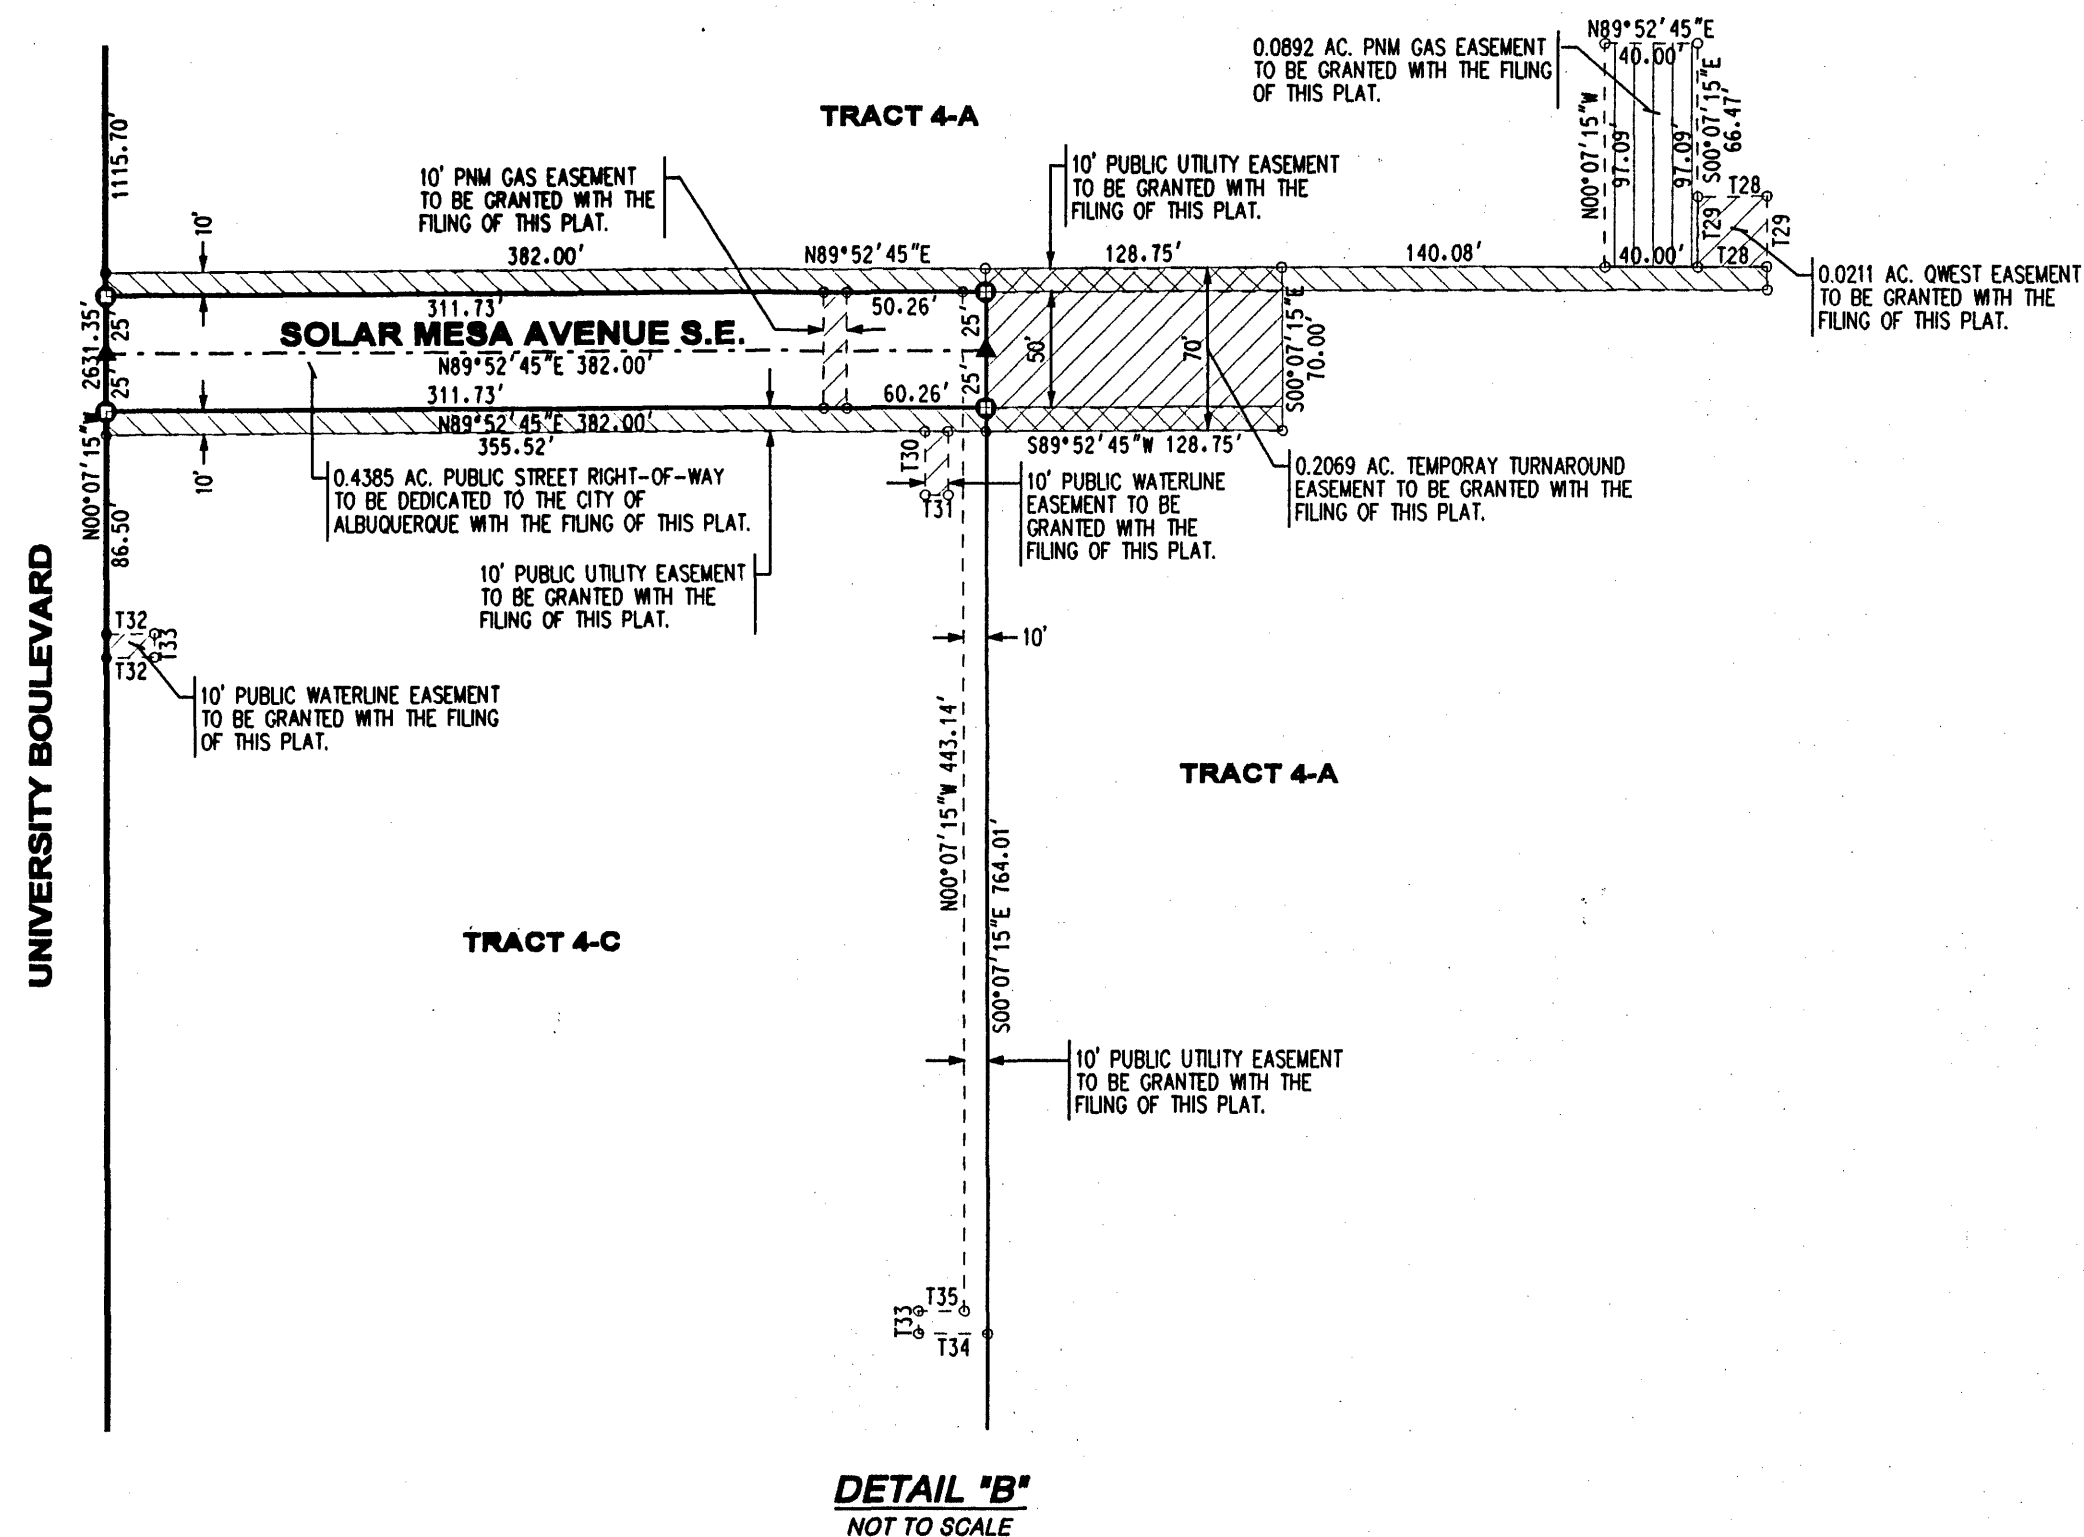 N89°52'45"E
40.00'
0.0892 AC. PNM GAS EASEMENT
TO BE GRANTED WITH THE FILING
OF THIS PLAT.
N00°07'15"W
97.09'
97.09'
S00°07'15"E
66.47'
T28
T29
T29
40.00'
T28
0.0211 AC. QWEST EASEMENT
TO BE GRANTED WITH THE
FILING OF THIS PLAT.
TRACT 4-A
1115.70'
10'
10' PNM GAS EASEMENT
TO BE GRANTED WITH THE
FILING OF THIS PLAT.
10' PUBLIC UTILITY EASEMENT
TO BE GRANTED WITH THE
FILING OF THIS PLAT.
382.00'
N89°52'45"E
128.75'
140.08'
2631.35'
25'
311.73'
50.26'
25'
SOLAR MESA AVENUE S.E.
N89°52'45"E 382.00'
50'
70'
S00°07'15"E
70.00'
25'
311.73'
60.26'
25'
N89°52'45"E 382.00'
355.52'
S89°52'45"W 128.75'
N00°07'15"W
86.50'
10'
0.4385 AC. PUBLIC STREET RIGHT-OF-WAY
TO BE DEDICATED TO THE CITY OF
ALBUQUERQUE WITH THE FILING OF THIS PLAT.
T30
T31
10' PUBLIC WATERLINE
EASEMENT TO BE
GRANTED WITH THE
FILING OF THIS PLAT.
0.2069 AC. TEMPORAY TURNAROUND
EASEMENT TO BE GRANTED WITH THE
FILING OF THIS PLAT.
10' PUBLIC UTILITY EASEMENT
TO BE GRANTED WITH THE
FILING OF THIS PLAT.
UNIVERSITY BOULEVARD
T32
T33
T32
10' PUBLIC WATERLINE EASEMENT
TO BE GRANTED WITH THE FILING
OF THIS PLAT.
10'
N00°07'15"W 443.14'
S00°07'15"E 764.01'
TRACT 4-A
TRACT 4-C
10' PUBLIC UTILITY EASEMENT
TO BE GRANTED WITH THE
FILING OF THIS PLAT.
T35
T33
T34
DETAIL "B"
NOT TO SCALE